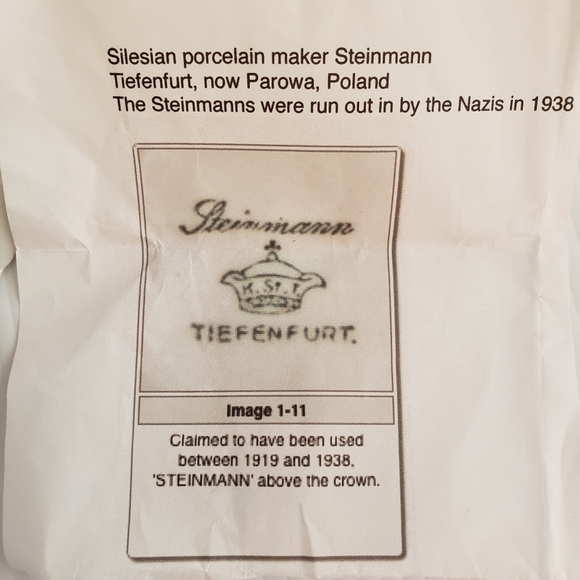 Silesian porcelain maker Steinmann
Tiefenfurt, now Parowa, Poland
The Steinmanns were run out in by the Nazis in 1938
Steinmann
K. St. T.
TIEFENFURT.
Image 1-11
Claimed to have been used
between 1919 and 1938,
'STEINMANN' above the crown.